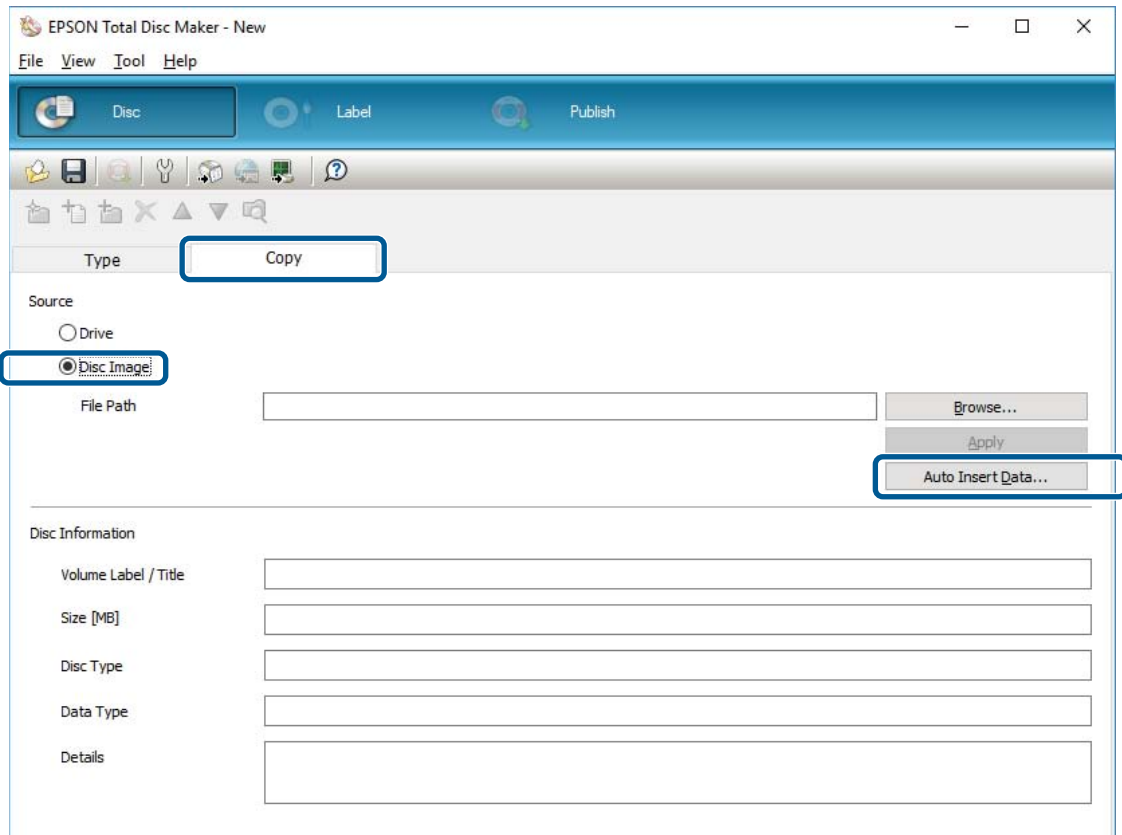 EPSON Total Disc Maker - New
File View Tool Help
Disc Label Publish
Type Copy
Source
Drive
Disc Image
File Path Browse...
Apply
Auto Insert Data...
Disc Information
Volume Label / Title
Size [MB]
Disc Type
Data Type
Details